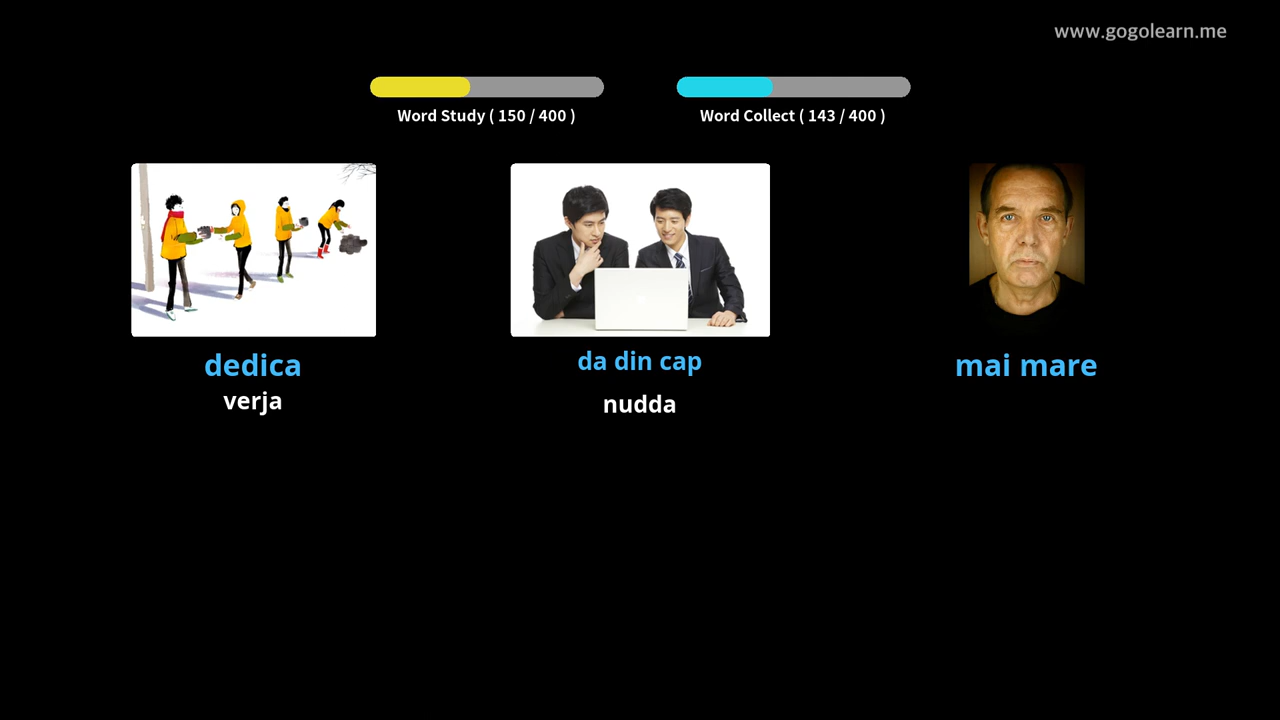 www.gogolearn.me
Word Study ( 150 / 400 )
Word Collect ( 143 / 400 )
dedica
verja
da din cap
nudda
mai mare